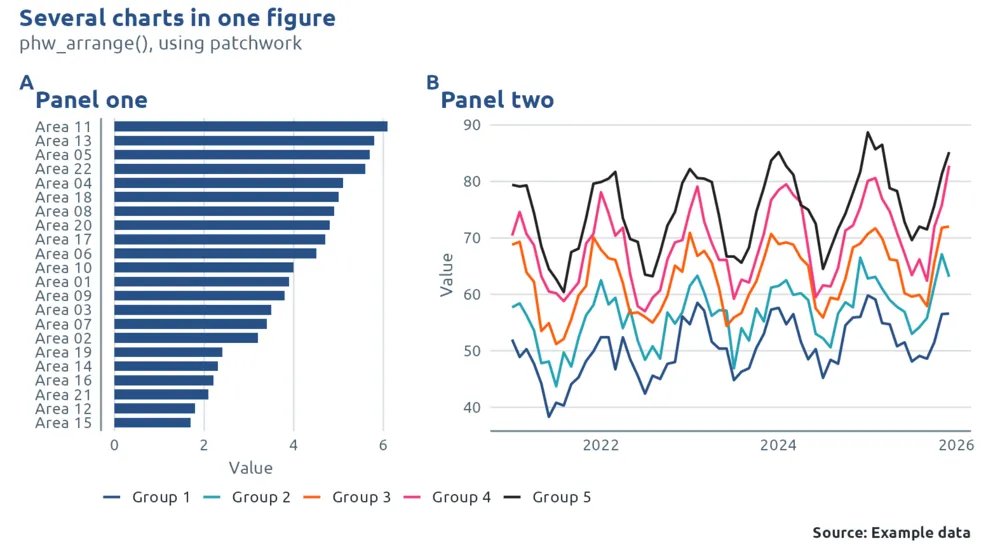 Several charts in one figure
phw_arrange(), using patchwork
A
Panel one
Area 11
Area 13
Area 05
Area 22
Area 04
Area 18
Area 08
Area 20
Area 17
Area 06
Area 10
Area 01
Area 09
Area 03
Area 07
Area 02
Area 19
Area 14
Area 16
Area 21
Area 12
Area 15
0 2 4 6
Value
B
Panel two
Value
90
80
70
60
50
40
2022 2024 2026
Group 1 Group 2 Group 3 Group 4 Group 5
Source: Example data